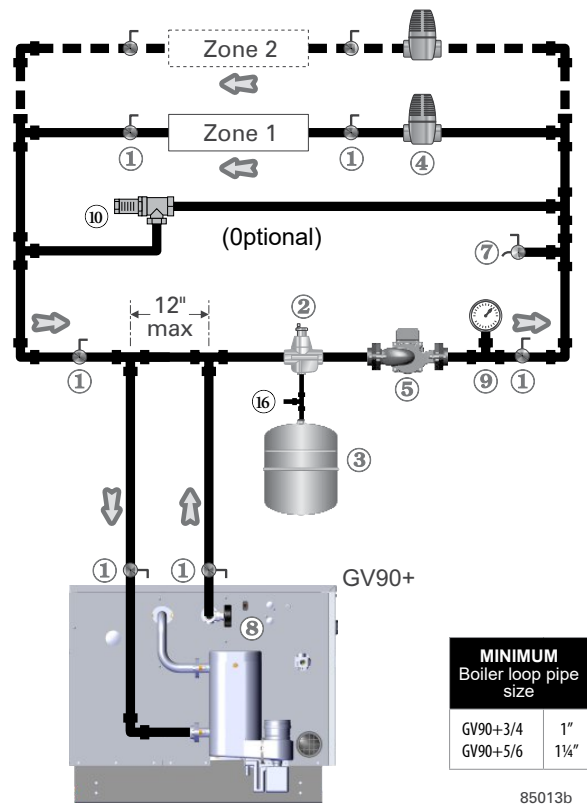 Zone 2
Zone 1
①
①
④
⑩
(0ptional)
⑦
12"
max
②
①
⑤
⑨
①
⑯
③
①
①
GV90+
⑧
MINIMUM
Boiler loop pipe
size
GV90+3/4 1"
GV90+5/6 1¼"
85013b